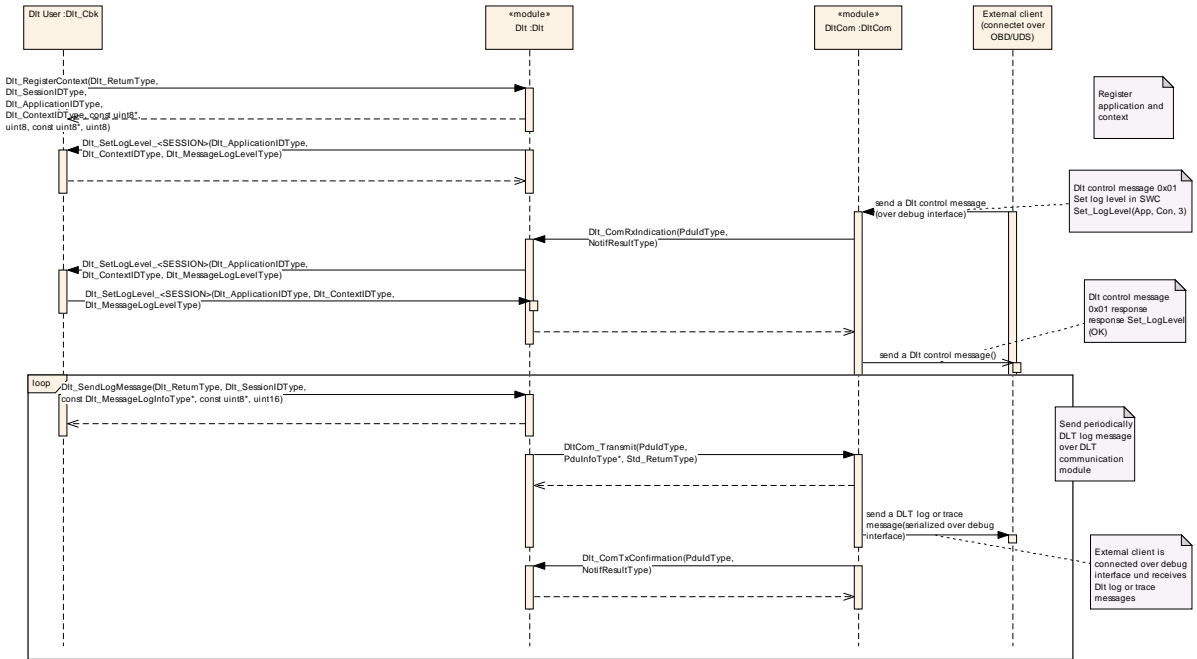 Dlt User :Dlt_Cbk
«module»
Dlt :Dlt
«module»
DltCom :DltCom
External client
(connectet over
OBD/UDS)
Dlt_RegisterContext(Dlt_ReturnType,
Dlt_SessionIDType,
Dlt_ApplicationIDType,
Dlt_ContextIDType, const uint8*,
uint8, const uint8*, uint8)
Register
application and
context
Dlt_SetLogLevel_<SESSION>(Dlt_ApplicationIDType,
Dlt_ContextIDType, Dlt_MessageLogLevelType)
Dlt control message 0x01
Set log level in SWC
Set_LogLevel(App, Con, 3)
send a Dlt control message
(over debug interface)
Dlt_ComRxIndication(PduIdType,
NotifResultType)
Dlt_SetLogLevel_<SESSION>(Dlt_ApplicationIDType,
Dlt_ContextIDType, Dlt_MessageLogLevelType)
Dlt_SetLogLevel_<SESSION>(Dlt_ApplicationIDType, Dlt_ContextIDType,
Dlt_MessageLogLevelType)
Dlt control message
0x01 response
response Set_LogLevel
(OK)
send a Dlt control message()
loop
Dlt_SendLogMessage(Dlt_ReturnType, Dlt_SessionIDType,
const Dlt_MessageLogInfoType*, const uint8*, uint16)
Send periodically
DLT log message
over DLT
communication
module
DltCom_Transmit(PduIdType,
PduInfoType*, Std_ReturnType)
send a DLT log or trace
message(serialized over debug
interface)
External client is
connected over debug
interface und receives
Dlt log or trace
messages
Dlt_ComTxConfirmation(PduIdType,
NotifResultType)